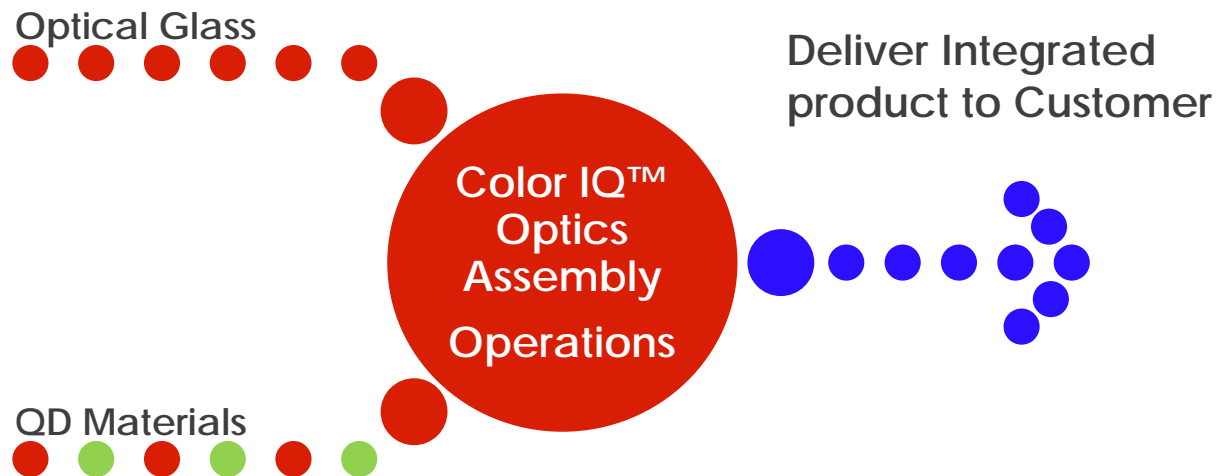 Optical Glass
Deliver Integrated
product to Customer
Color IQ™
Optics
Assembly
Operations
QD Materials